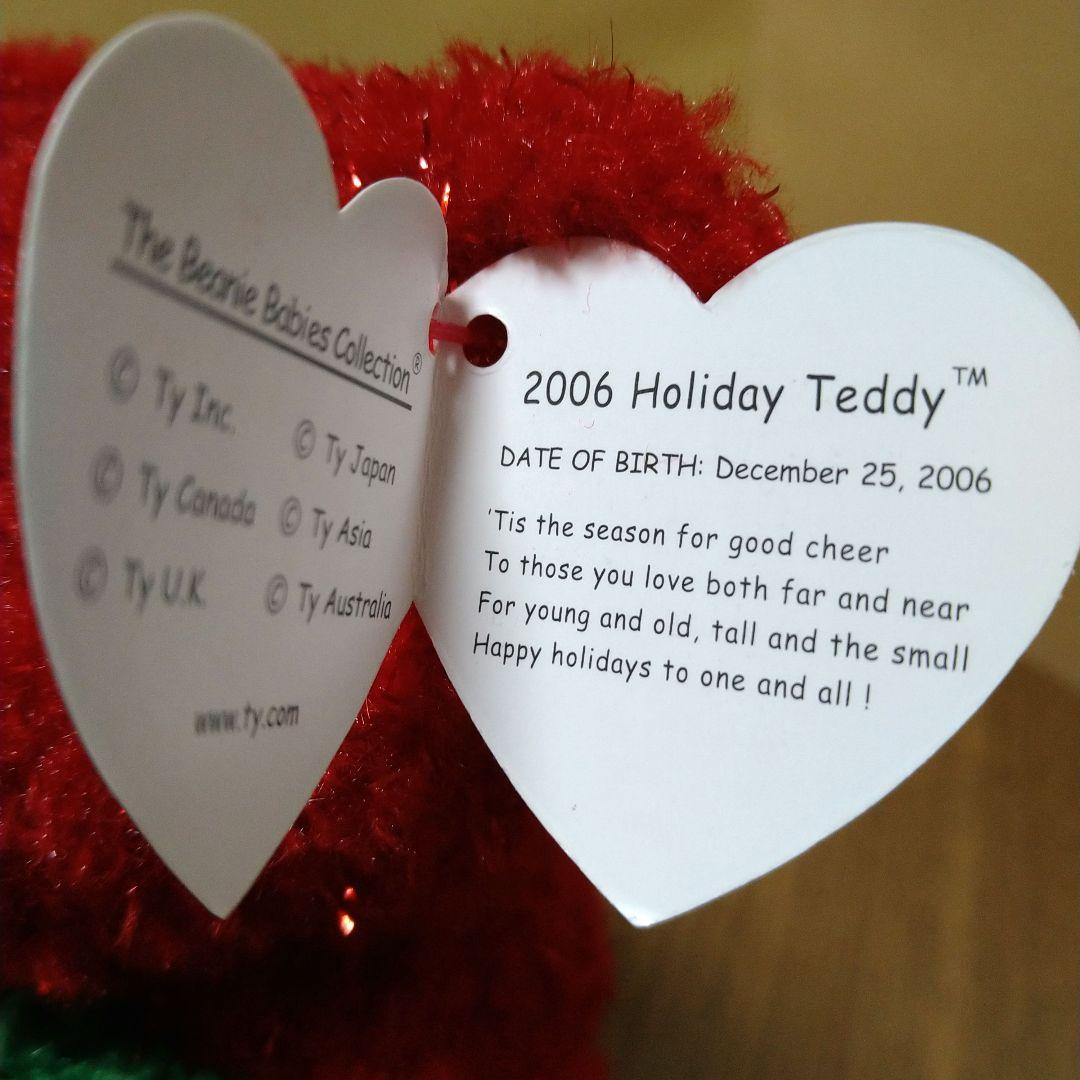 The Beanie Babies Collection®
© Ty Inc.
© Ty Canada
© Ty U.K.
© Ty Japan
© Ty Asia
© Ty Australia
www.ty.com
2006 Holiday Teddy™
DATE OF BIRTH: December 25, 2006
'Tis the season for good cheer
To those you love both far and near
For young and old, tall and the small
Happy holidays to one and all !